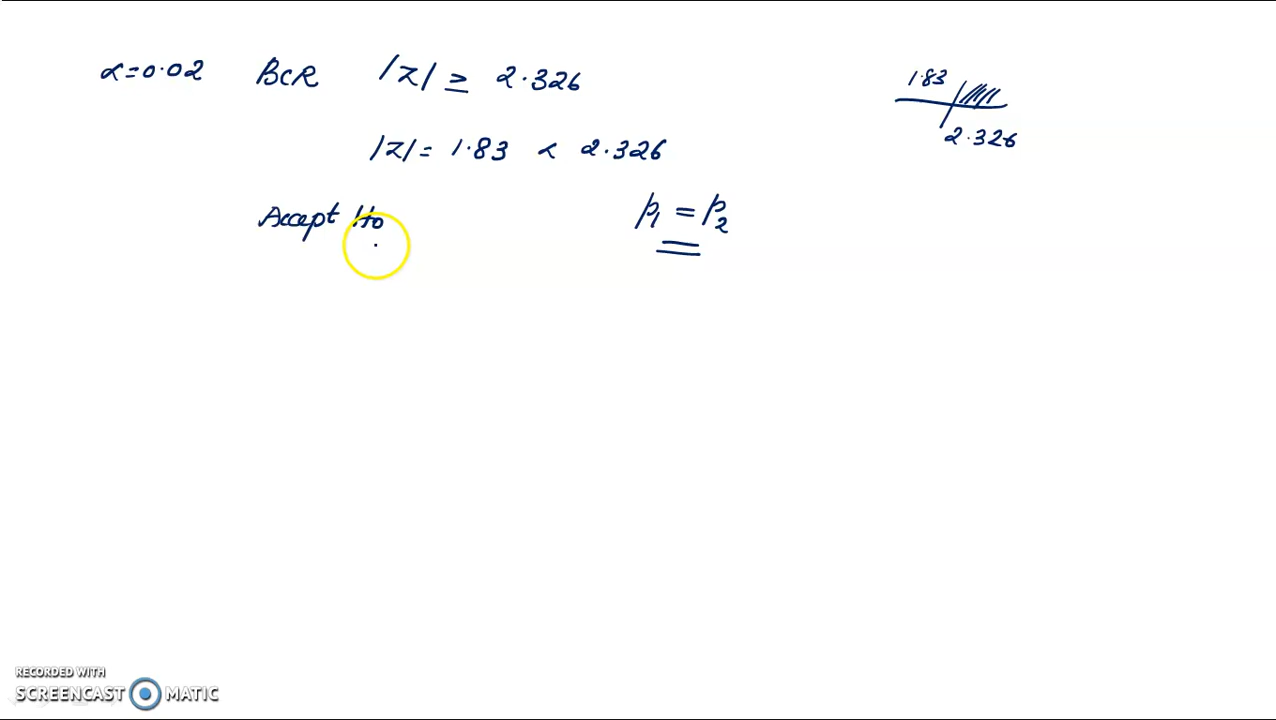 α=0.02 BCR |z| ≥ 2.326
1.83
2.326
|z| = 1.83 < 2.326
Accept H₀ p₁ = p₂
RECORDED WITH
SCREENCAST MATIC